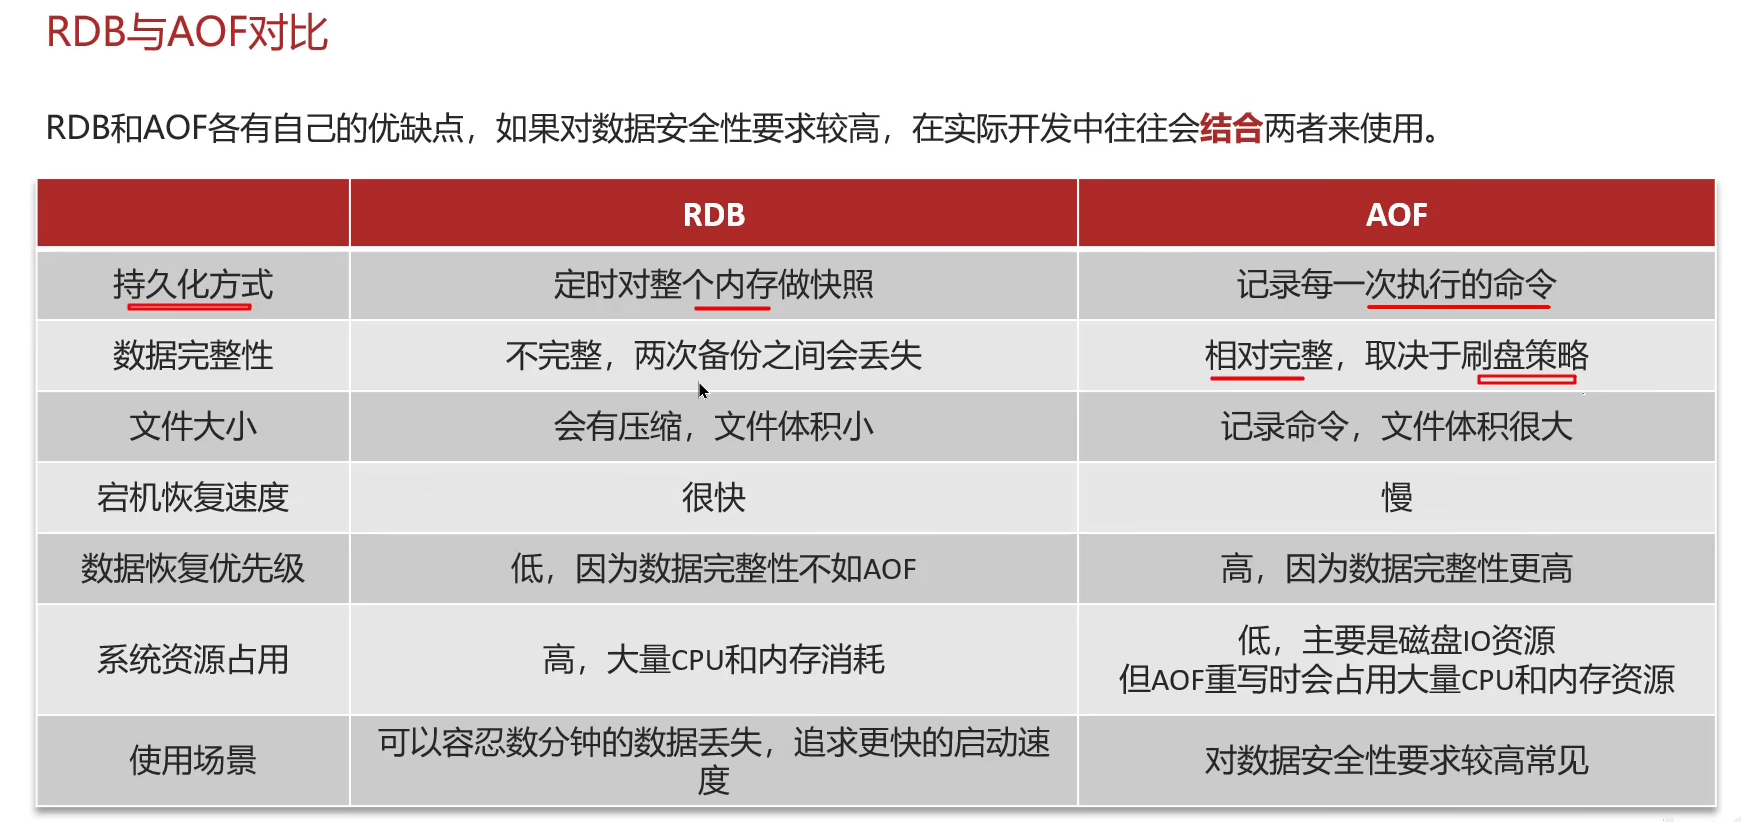 RDB与AOF对比
RDB和AOF各有自己的优缺点，如果对数据安全性要求较高，在实际开发中往往会结合两者来使用。
RDB
AOF
持久化方式
定时对整个内存做快照
记录每一次执行的命令
数据完整性
不完整，两次备份之间会丢失
相对完整，取决于刷盘策略
文件大小
会有压缩，文件体积小
记录命令，文件体积很大
宕机恢复速度
很快
慢
数据恢复优先级
低，因为数据完整性不如AOF
高，因为数据完整性更高
系统资源占用
高，大量CPU和内存消耗
低，主要是磁盘IO资源
但AOF重写时会占用大量CPU和内存资源
使用场景
可以容忍数分钟的数据丢失，追求更快的启动速
度
对数据安全性要求较高常见